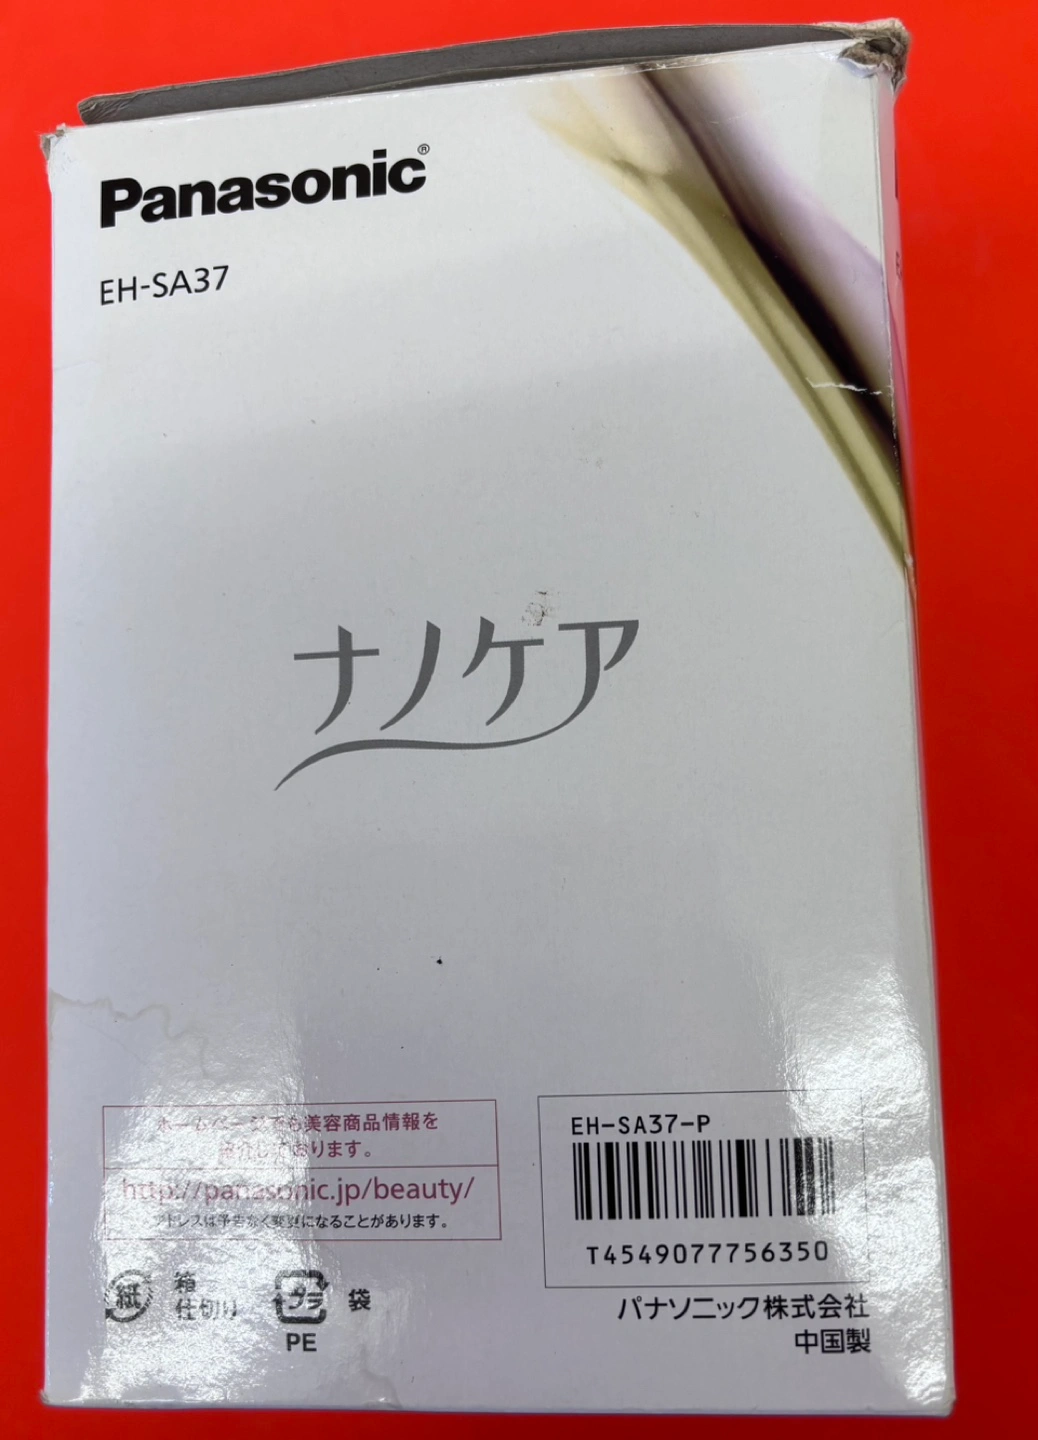 Panasonic®
EH-SA37
ナノケア
ホームページでも美容商品情報を
紹介しております。
http://panasonic.jp/beauty/
アドレスは予告なく変更になることがあります。
紙 箱
仕切り
プラ 袋
PE
EH-SA37-P
T4549077756350
パナソニック株式会社
中国製